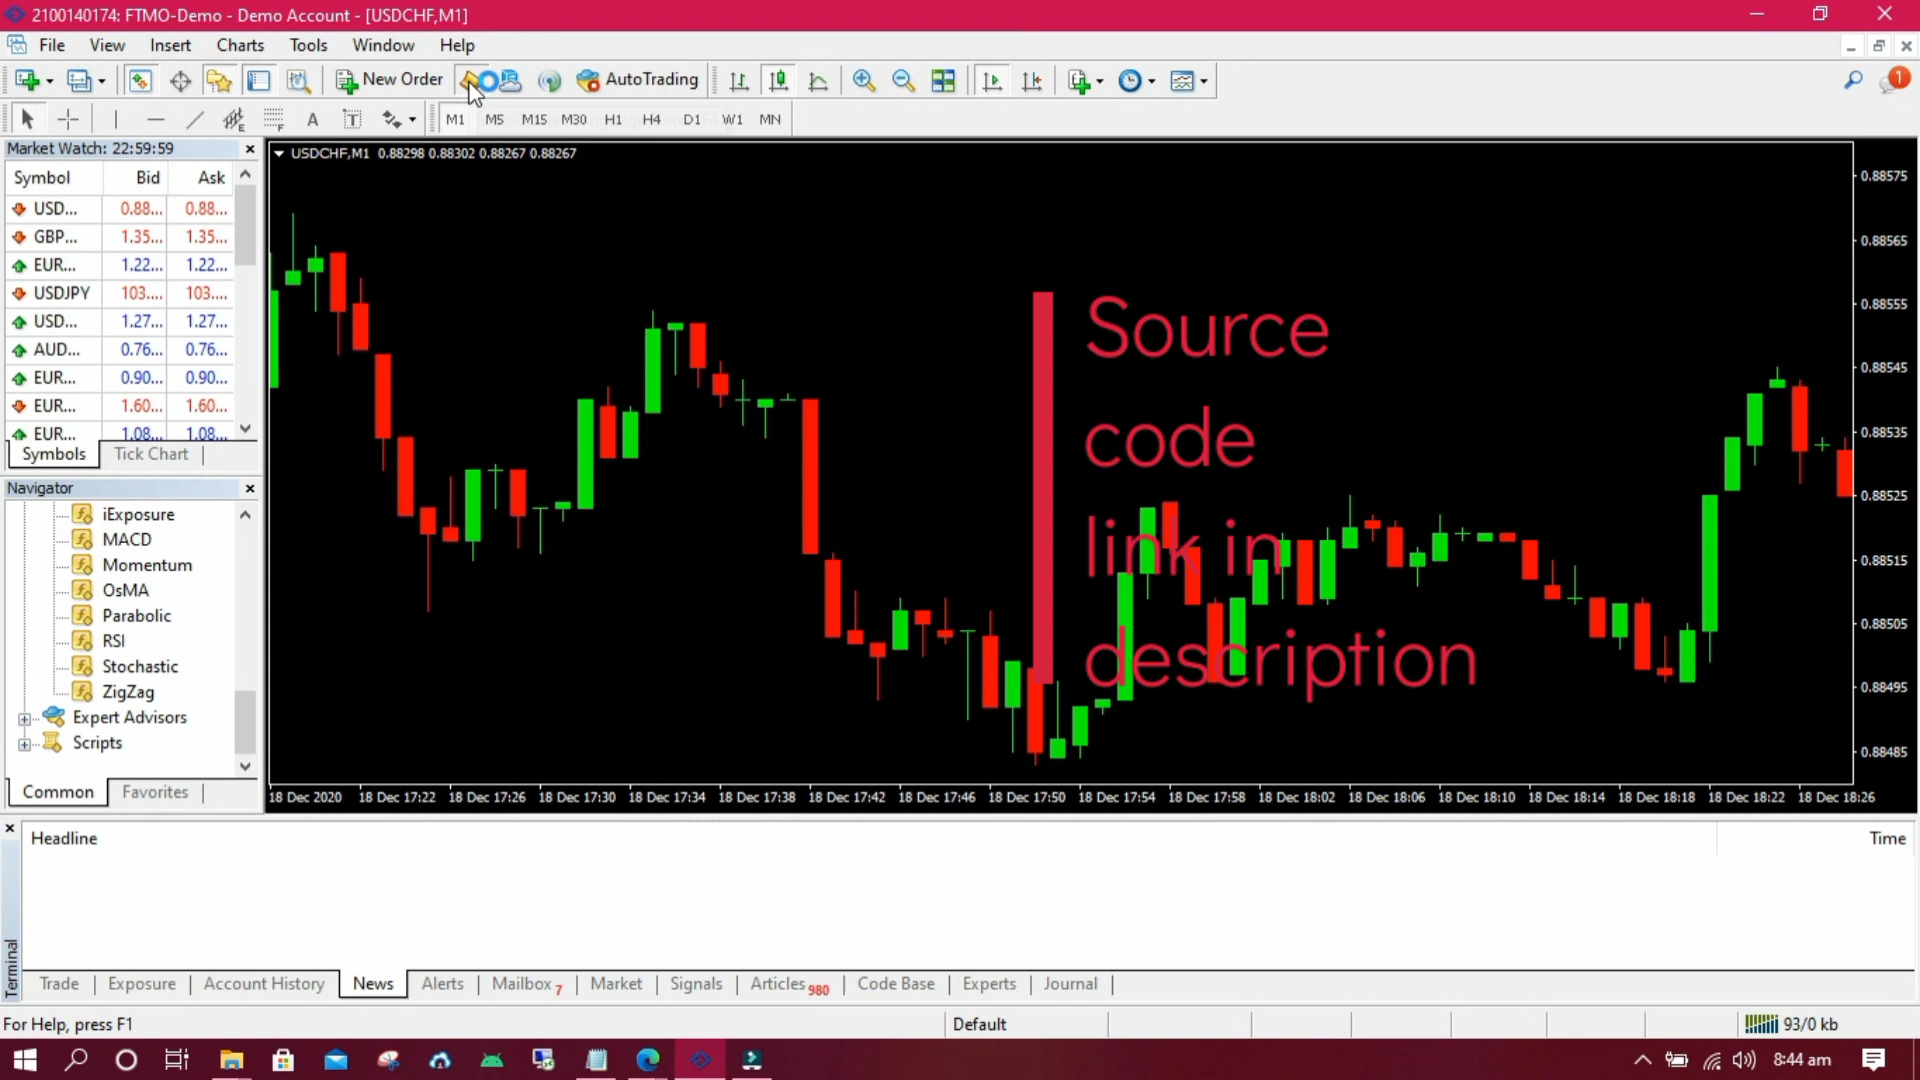 2100140174: FTMO-Demo - Demo Account - [USDCHF,M1]
File View Insert Charts Tools Window Help
New Order AutoTrading
1
A T M1 M5 M15 M30 H1 H4 D1 W1 MN
Market Watch: 22:59:59
Symbol Bid Ask
USD... 0.88... 0.88...
GBP... 1.35... 1.35...
EUR... 1.22... 1.22...
USDJPY 103.... 103....
USD... 1.27... 1.27...
AUD... 0.76... 0.76...
EUR... 0.90... 0.90...
EUR... 1.60... 1.60...
EUR... 1.08... 1.08...
Symbols Tick Chart
Navigator
iExposure
MACD
Momentum
OsMA
Parabolic
RSI
Stochastic
ZigZag
Expert Advisors
Scripts
Common Favorites
USDCHF,M1 0.88298 0.88302 0.88267 0.88267
Source
code
link in
description
0.88575
0.88565
0.88555
0.88545
0.88535
0.88525
0.88515
0.88505
0.88495
0.88485
18 Dec 2020 18 Dec 17:22 18 Dec 17:26 18 Dec 17:30 18 Dec 17:34 18 Dec 17:38 18 Dec 17:42 18 Dec 17:46 18 Dec 17:50 18 Dec 17:54 18 Dec 17:58 18 Dec 18:02 18 Dec 18:06 18 Dec 18:10 18 Dec 18:14 18 Dec 18:18 18 Dec 18:22 18 Dec 18:26
Headline Time
Terminal
Trade Exposure Account History News Alerts Mailbox 7 Market Signals Articles 980 Code Base Experts Journal
For Help, press F1 Default 93/0 kb
8:44 am